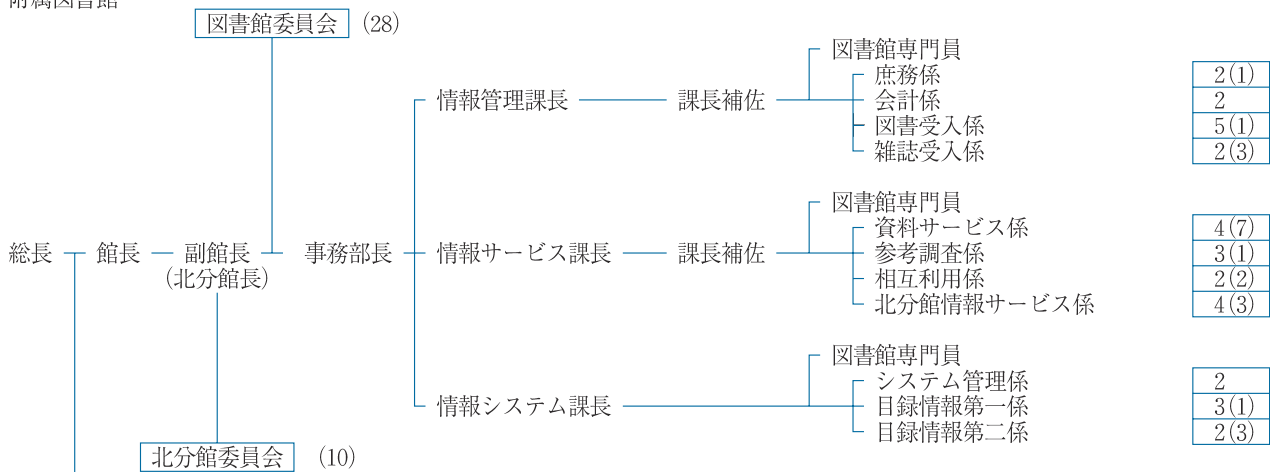 附属図書館
図書館委員会 (28)
図書館専門員
庶務係 2(1)
情報管理課長 課長補佐 会計係 2
図書受入係 5(1)
雑誌受入係 2(3)
図書館専門員
資料サービス係 4(7)
総長 館長 副館長 事務部長 情報サービス課長 課長補佐 参考調査係 3(1)
(北分館長) 相互利用係 2(2)
北分館情報サービス係 4(3)
図書館専門員
システム管理係 2
情報システム課長 目録情報第一係 3(1)
目録情報第二係 2(3)
北分館委員会 (10)